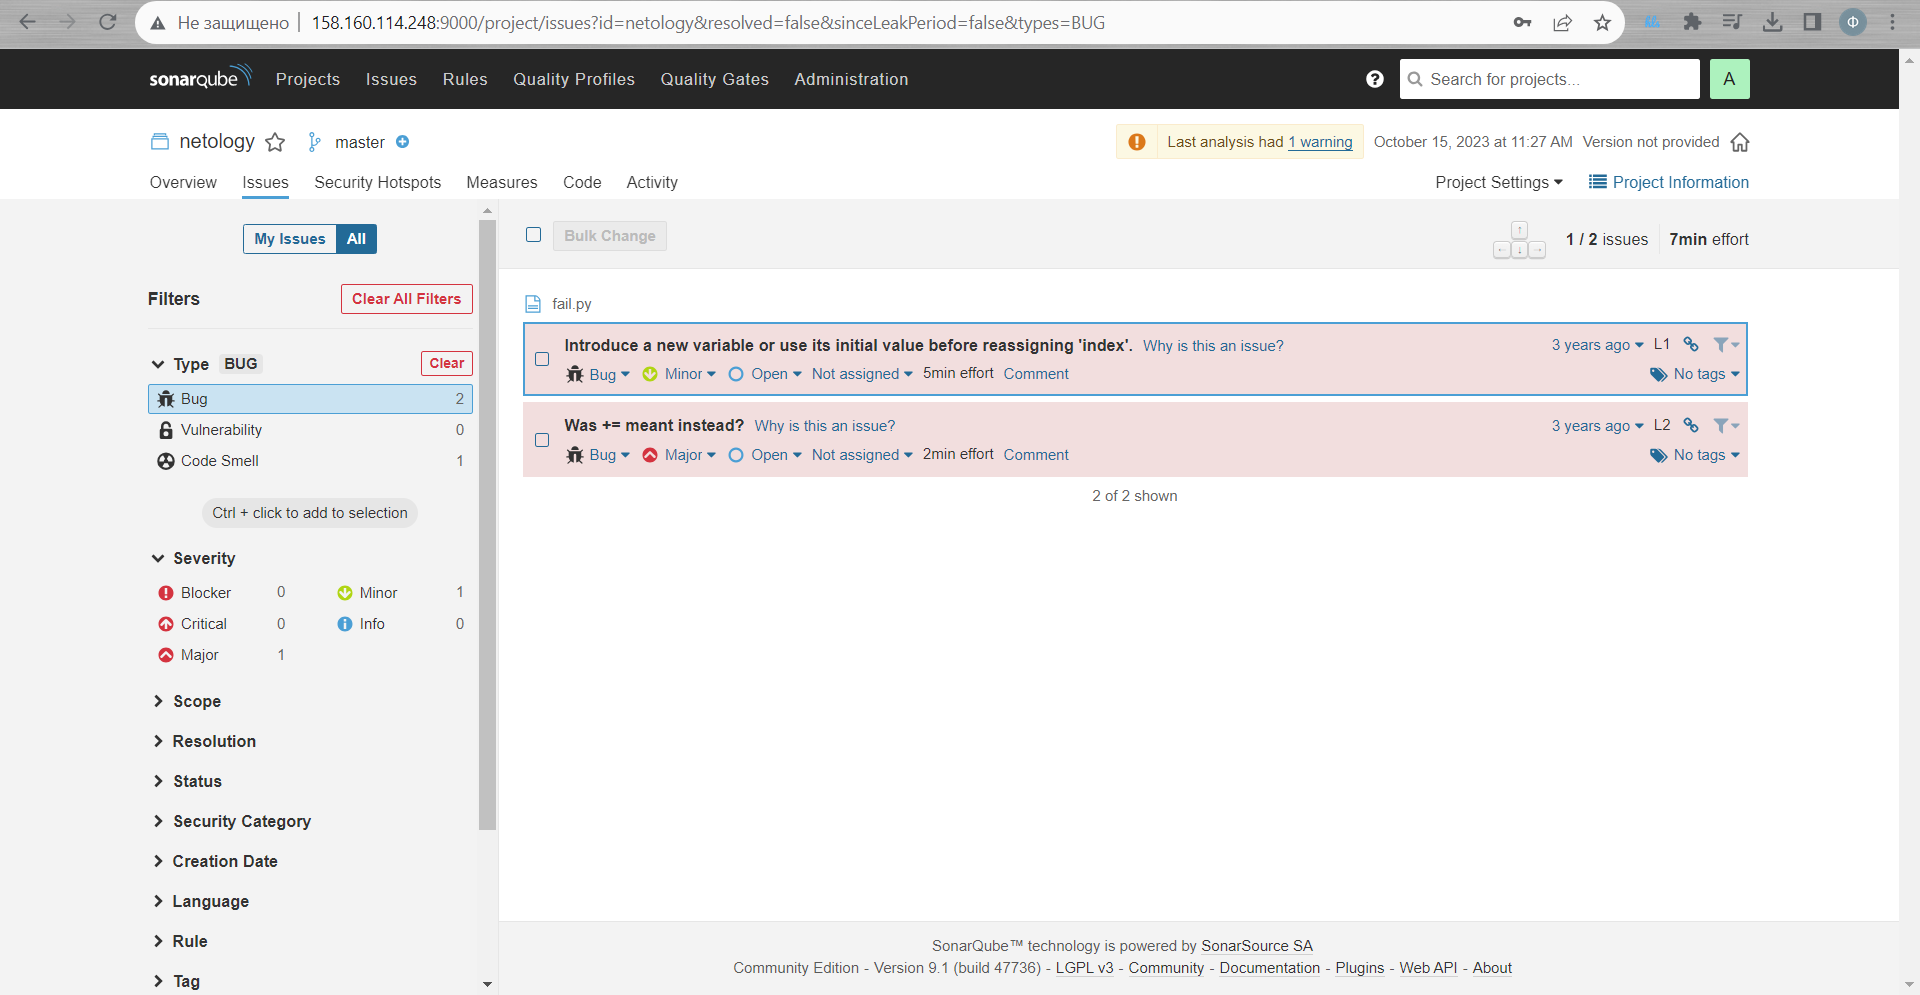 Не защищено | 158.160.114.248:9000/project/issues?id=netology&resolved=false&sinceLeakPeriod=false&types=BUG Ф
sonarqube Projects Issues Rules Quality Profiles Quality Gates Administration Search for projects... A
netology master Last analysis had 1 warning October 15, 2023 at 11:27 AM Version not provided
Overview Issues Security Hotspots Measures Code Activity Project Settings Project Information
My Issues All
Bulk Change 1 / 2 issues 7min effort
Filters Clear All Filters
Type BUG Clear
Bug 2
Vulnerability 0
Code Smell 1
Ctrl + click to add to selection
Severity
Blocker 0 Minor 1
Critical 0 Info 0
Major 1
Scope
Resolution
Status
Security Category
Creation Date
Language
Rule
Tag
fail.py
Introduce a new variable or use its initial value before reassigning 'index'. Why is this an issue? 3 years ago L1
Bug Minor Open Not assigned 5min effort Comment No tags
Was += meant instead? Why is this an issue? 3 years ago L2
Bug Major Open Not assigned 2min effort Comment No tags
2 of 2 shown
SonarQube™ technology is powered by SonarSource SA
Community Edition - Version 9.1 (build 47736) - LGPL v3 - Community - Documentation - Plugins - Web API - About